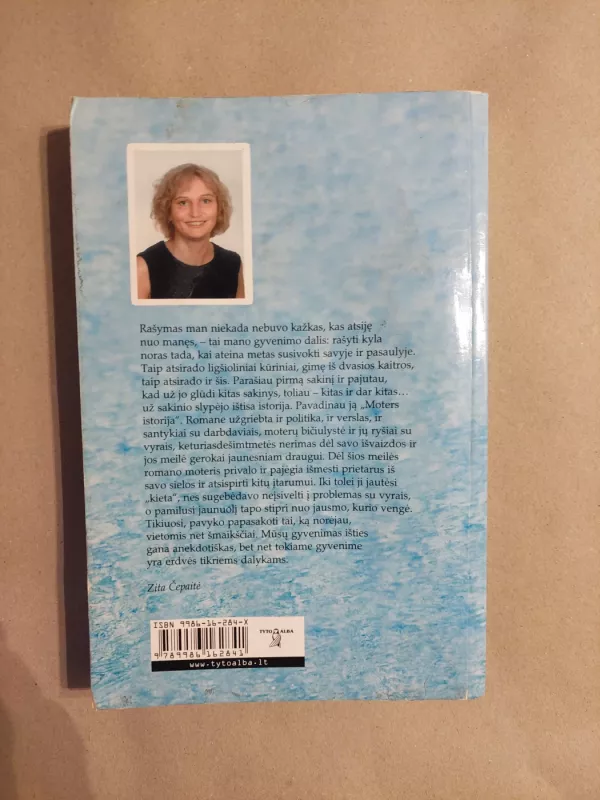 Rašymas man niekada nebuvo kažkas, kas atsiję
nuo manęs, – tai mano gyvenimo dalis: rašyti kyla
noras tada, kai ateina metas susivokti savyje ir pasaulyje.
Taip atsirado ligšioliniai kūriniai, gimę iš dvasios kaitros,
taip atsirado ir šis. Parašiau pirmą sakinį ir pajutau,
kad už jo glūdi kitas sakinys, toliau – kitas ir dar kitas...
už sakinio slypėjo ištisa istorija. Pavadinau ją „Moters
istorija“. Romane užgriebta ir politika, ir verslas, ir
santykiai su darbdaviais, moterų bičiulystė ir jų ryšiai su
vyrais, keturiasdešimtmetės nerimas dėl savo išvaizdos ir
jos meilė gerokai jaunesniam draugui. Dėl šios meilės
romano moteris privalo ir pajėgia išmesti prietarus iš
savo sielos ir atsispirti kitų įtarumui. Iki tolei ji jautėsi
„kieta“, nes sugebėdavo neįsivelti į problemas su vyrais,
o pamilusi jaunuolį tapo stipri nuo jausmo, kurio vengė.
Tikiuosi, pavyko papasakoti tai, ką norėjau,
vietomis net šmaikščiai. Mūsų gyvenimas išties
gana anekdotiškas, bet net tokiame gyvenime
yra erdvės tikriems dalykams.
Zita Čepaitė
ISBN 9986-16-284-X
TYTO ALBA
9 789986 162841
www.tytoalba.lt